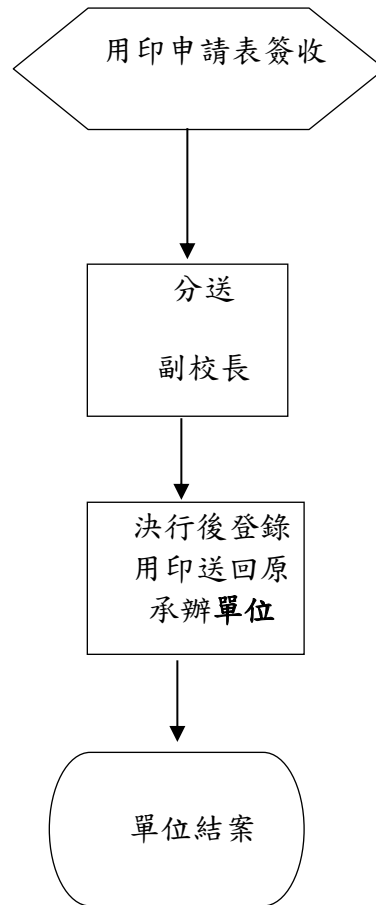 用印申請表簽收
分送
副校長
決行後登錄
用印送回原
承辦單位
單位結案